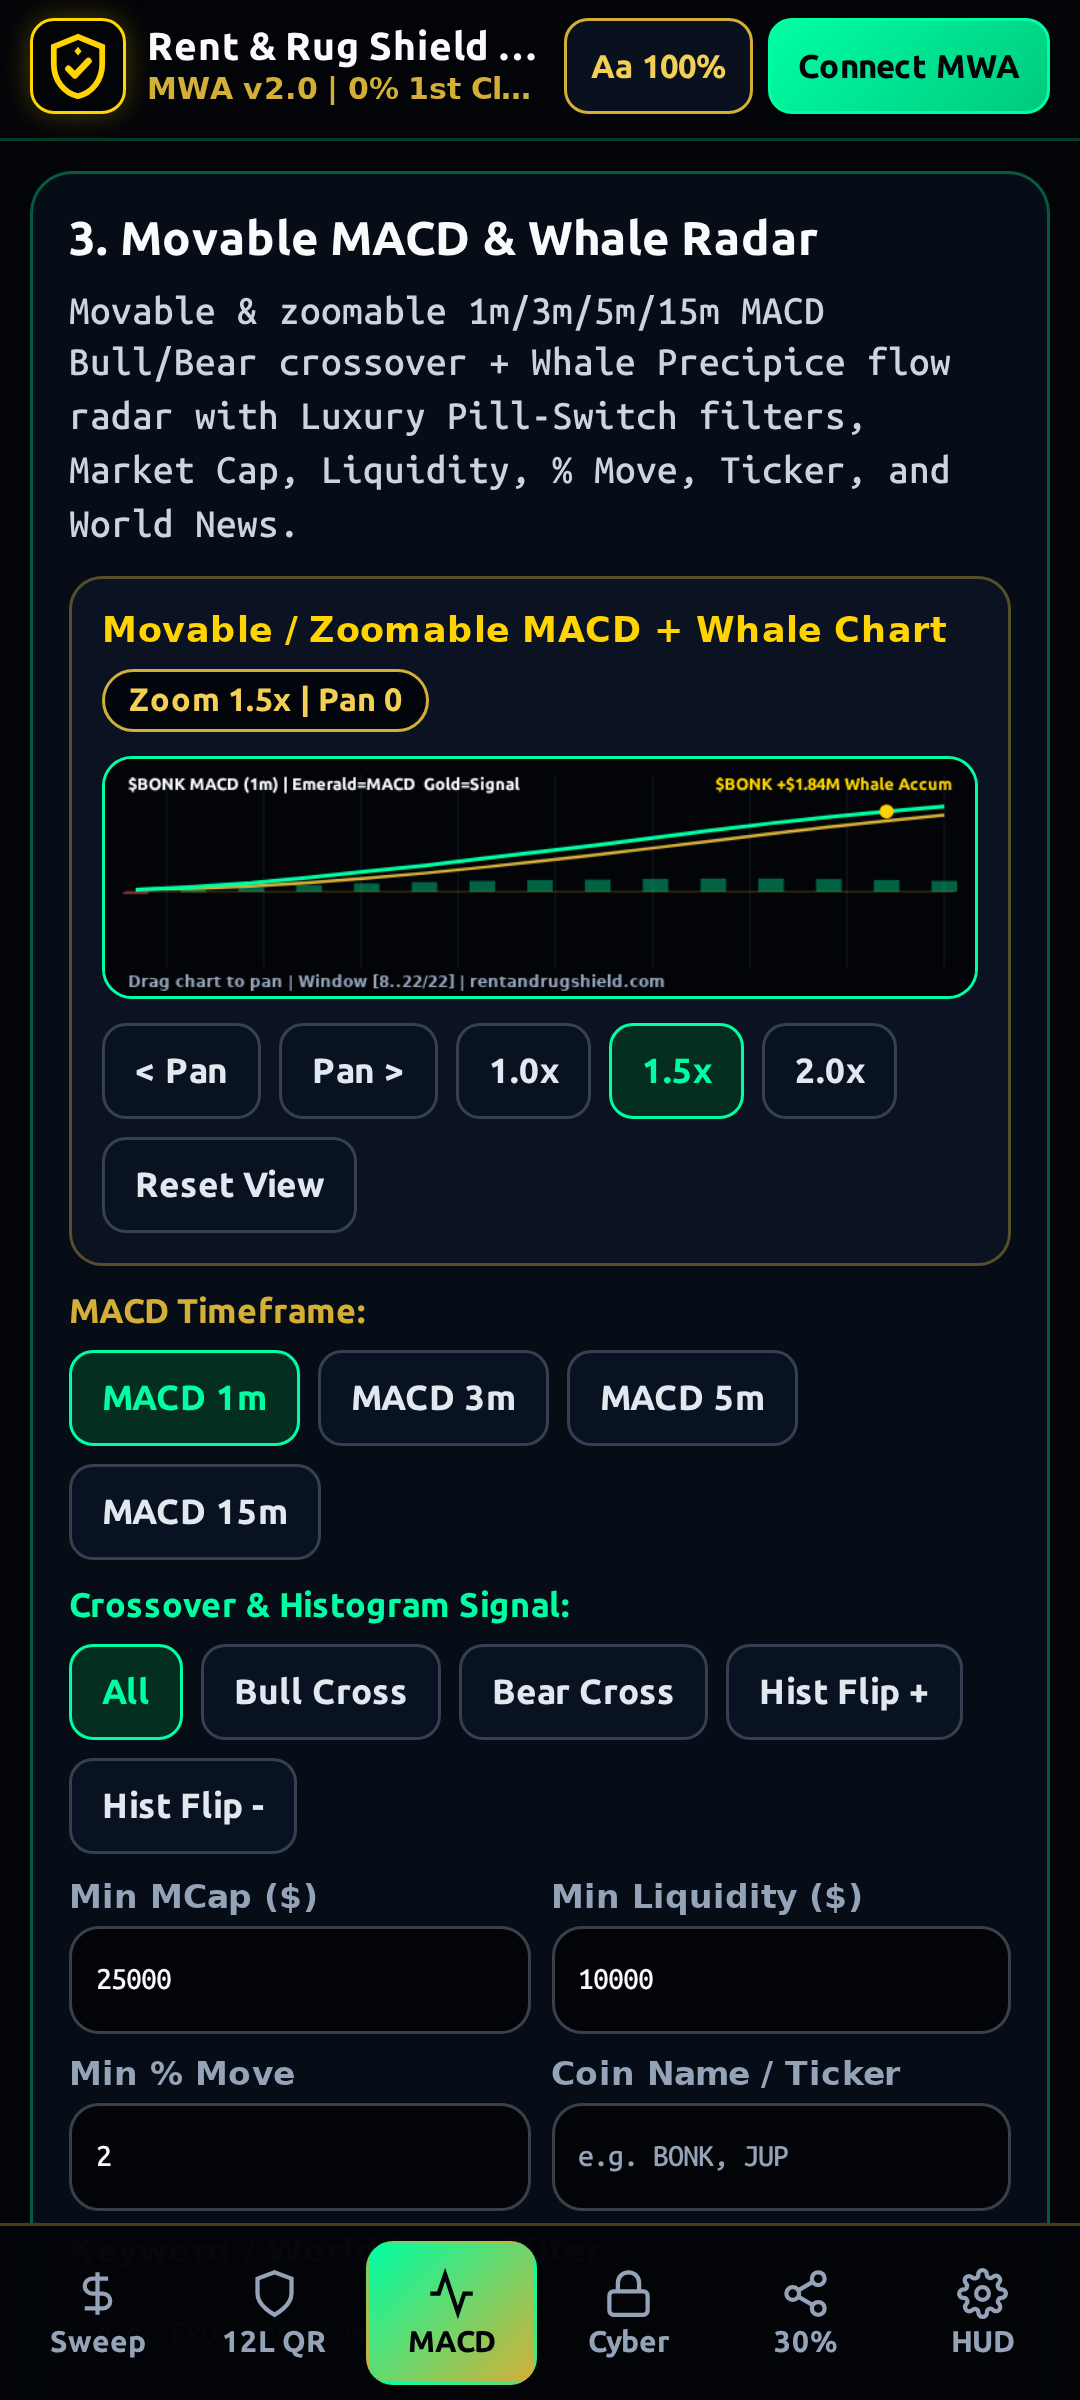 Rent & Rug Shield ...
MWA v2.0 | 0% 1st Cl...
Aa 100%
Connect MWA
3. Movable MACD & Whale Radar
Movable & zoomable 1m/3m/5m/15m MACD
Bull/Bear crossover + Whale Precipice flow
radar with Luxury Pill-Switch filters,
Market Cap, Liquidity, % Move, Ticker, and
World News.
Movable / Zoomable MACD + Whale Chart
Zoom 1.5x | Pan 0
$BONK MACD (1m) | Emerald=MACD Gold=Signal
$BONK +$1.84M Whale Accum
Drag chart to pan | Window [8..22/22] | rentandrugshield.com
< Pan
Pan >
1.0x
1.5x
2.0x
Reset View
MACD Timeframe:
MACD 1m
MACD 3m
MACD 5m
MACD 15m
Crossover & Histogram Signal:
All
Bull Cross
Bear Cross
Hist Flip +
Hist Flip -
Min MCap ($)
Min Liquidity ($)
25000
10000
Min % Move
Coin Name / Ticker
2
e.g. BONK, JUP
Keyword / World
Sweep
12L QR
MACD
Cyber
30%
HUD